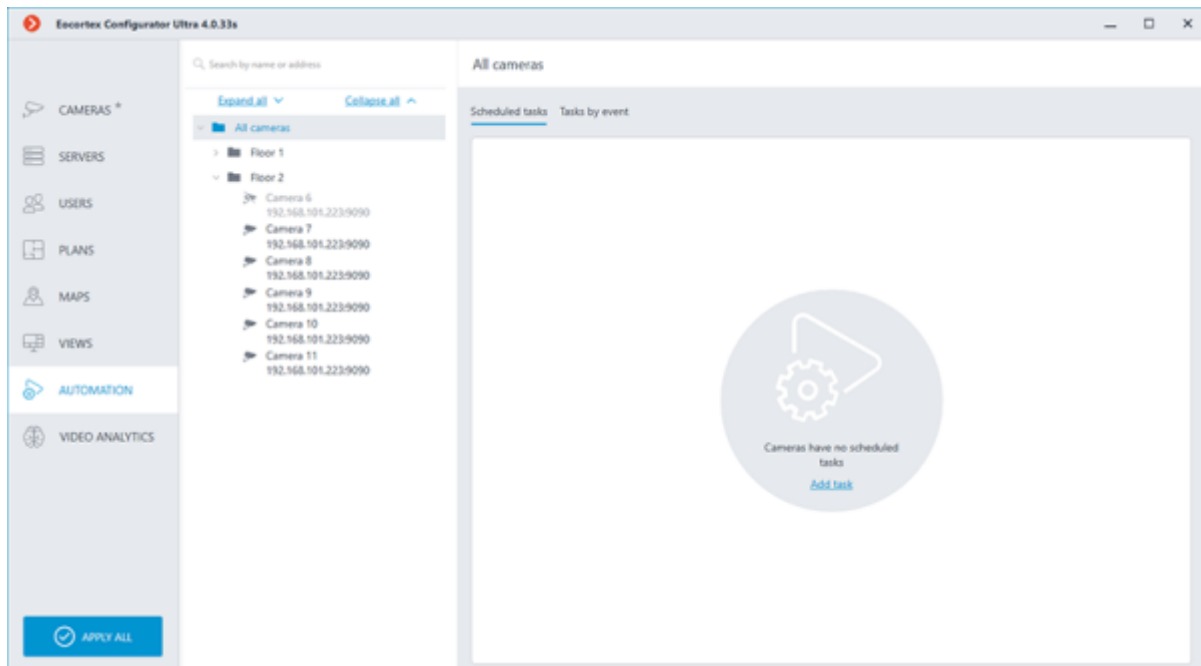 Eocortex Configurator Ultra 4.0.33s
CAMERAS *
SERVERS
USERS
PLANS
MAPS
VIEWS
AUTOMATION
VIDEO ANALYTICS
APPLY ALL
Search by name or address
Expand all
Collapse all
All cameras
Floor 1
Floor 2
Camera 6
192.168.101.223:9090
Camera 7
192.168.101.223:9090
Camera 8
192.168.101.223:9090
Camera 9
192.168.101.223:9090
Camera 10
192.168.101.223:9090
Camera 11
192.168.101.223:9090
All cameras
Scheduled tasks Tasks by event
Cameras have no scheduled
tasks
Add task